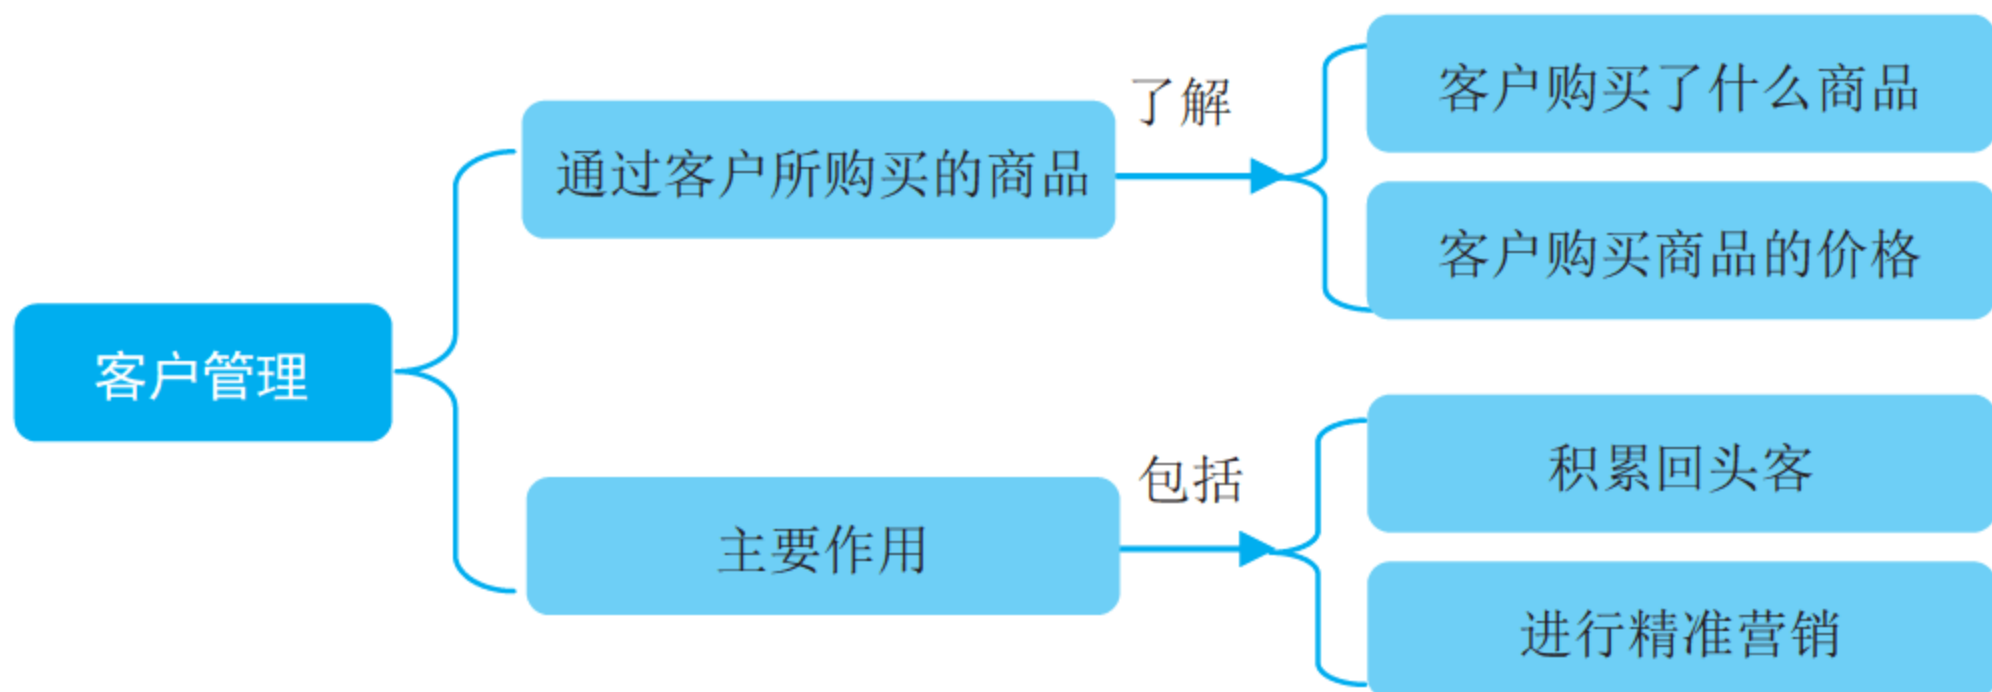 客户管理
通过客户所购买的商品
了解
客户购买了什么商品
客户购买商品的价格
主要作用
包括
积累回头客
进行精准营销